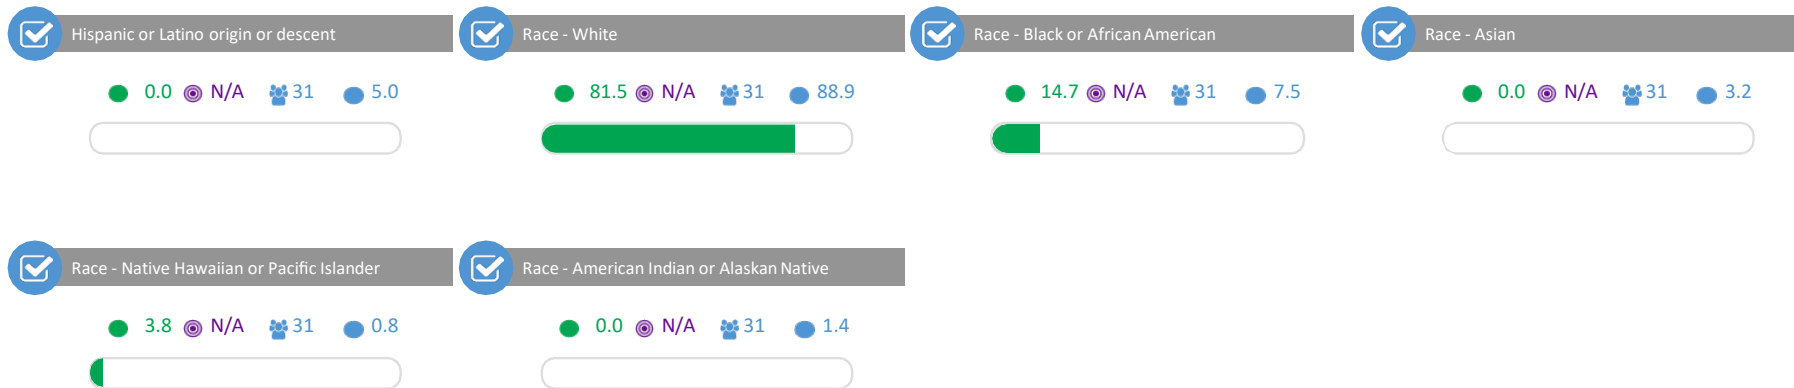 Hispanic or Latino origin or descent
0.0 N/A 31 5.0
Race - White
81.5 N/A 31 88.9
Race - Black or African American
14.7 N/A 31 7.5
Race - Asian
0.0 N/A 31 3.2
Race - Native Hawaiian or Pacific Islander
3.8 N/A 31 0.8
Race - American Indian or Alaskan Native
0.0 N/A 31 1.4